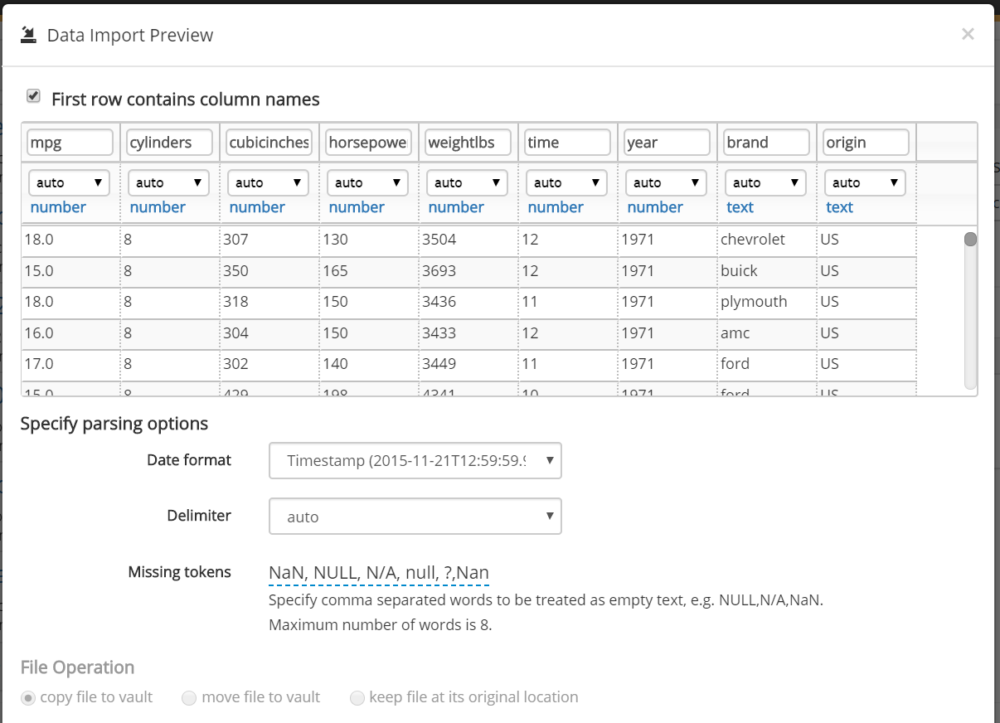 Data Import Preview ×
First row contains column names
mpg cylinders cubicinches horsepowe weightlbs time year brand origin
auto auto auto auto auto auto auto auto auto
number number number number number number number text text
18.0 8 307 130 3504 12 1971 chevrolet US
15.0 8 350 165 3693 12 1971 buick US
18.0 8 318 150 3436 11 1971 plymouth US
16.0 8 304 150 3433 12 1971 amc US
17.0 8 302 140 3449 11 1971 ford US
15.0 8 429 198 4341 10 1971 ford US
Specify parsing options
Date format Timestamp (2015-11-21T12:59:59.9
Delimiter auto
Missing tokens NaN, NULL, N/A, null, ?,Nan
Specify comma separated words to be treated as empty text, e.g. NULL,N/A,NaN.
Maximum number of words is 8.
File Operation
copy file to vault move file to vault keep file at its original location